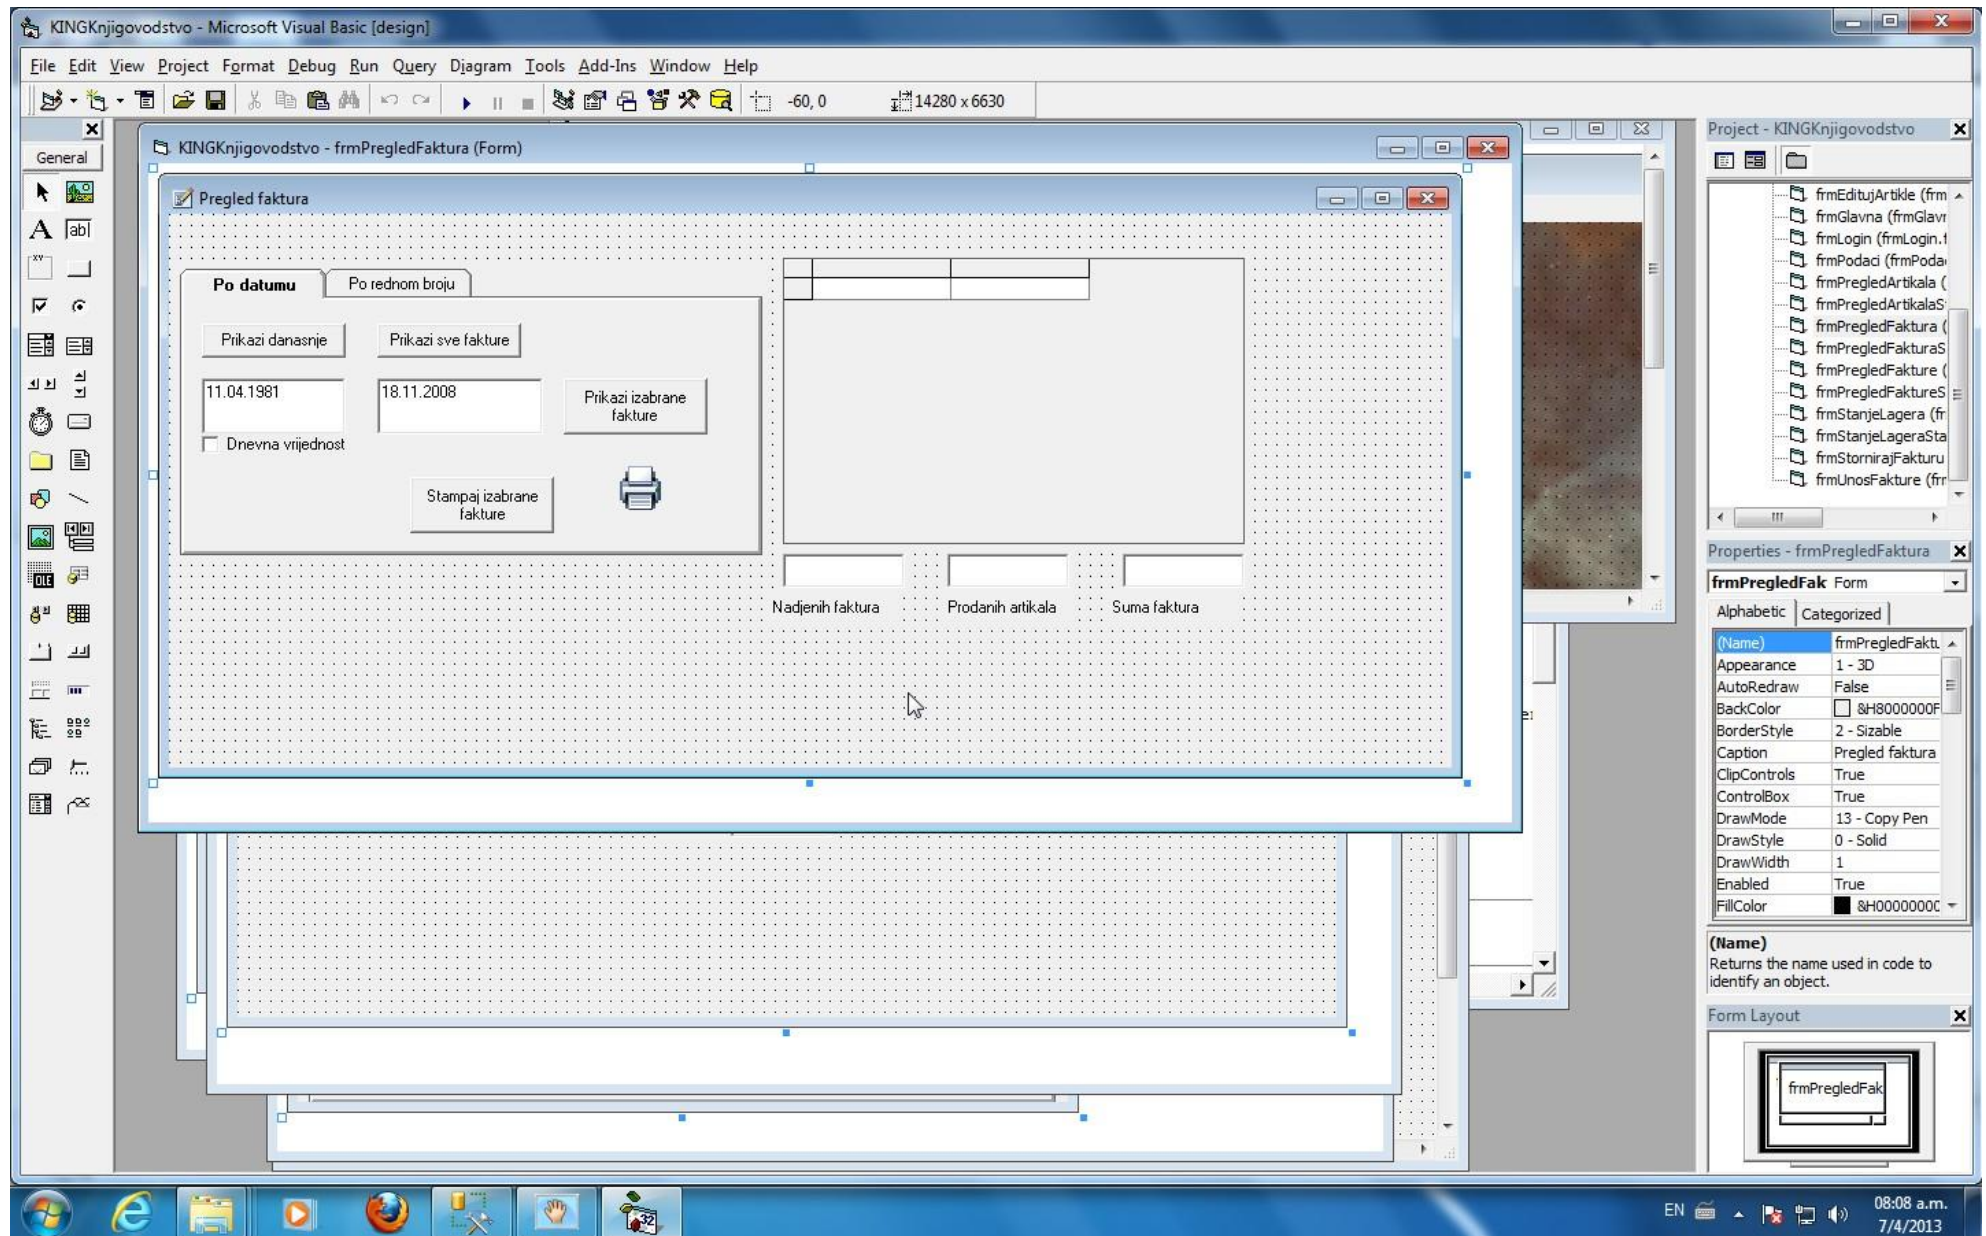 KINGKnjigovodstvo - Microsoft Visual Basic [design]
File Edit View Project Format Debug Run Query Diagram Tools Add-Ins Window Help
-60, 0
14280 x 6630
General
A
ab
XY
OLE
KINGKnjigovodstvo - frmPregledFaktura (Form)
Pregled faktura
Po datumu
Po rednom broju
Prikazi danasnje
Prikazi sve fakture
11.04.1981
18.11.2008
Prikazi izabrane
fakture
Dnevna vrijednost
Stampaj izabrane
fakture
Nadjenih faktura
Prodanih artikala
Suma faktura
Project - KINGKnjigovodstvo
frmEditujArtikle (frm
frmGlavna (frmGlavr
frmLogin (frmLogin.f
frmPodaci (frmPodai
frmPregledArtikala (
frmPregledArtikalaS
frmPregledFaktura (
frmPregledFakturaS
frmPregledFakture (
frmPregledFaktureS
frmStanjeLagera (fr
frmStanjeLageraSta
frmStornirajFakturu
frmUnosFakture (frr
Properties - frmPregledFaktura
frmPregledFak Form
Alphabetic Categorized
(Name) frmPregledFaktu
Appearance 1 - 3D
AutoRedraw False
BackColor &H8000000F
BorderStyle 2 - Sizable
Caption Pregled faktura
ClipControls True
ControlBox True
DrawMode 13 - Copy Pen
DrawStyle 0 - Solid
DrawWidth 1
Enabled True
FillColor &H00000000
(Name)
Returns the name used in code to
identify an object.
Form Layout
frmPregledFak
32
EN
08:08 a.m.
7/4/2013